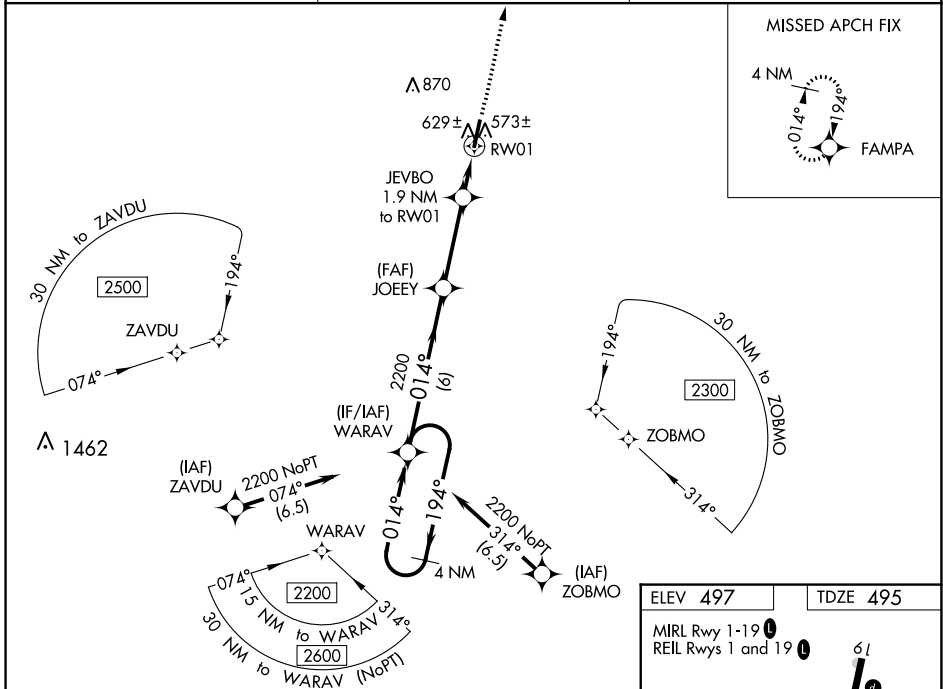 MISSED APCH FIX
4 NM
014°
194°
FAMPA
870
629±
573±
RW01
JEVBO
1.9 NM
to RW01
(FAF)
JOEEY
2200
014°
(6)
(IF/IAF)
WARAV
014°
194°
4 NM
30 NM to ZAVDU
2500
194°
ZAVDU
074°
1462
(IAF)
ZAVDU
2200 NoPT
074°
(6.5)
WARAV
074°
314°
2200
15 NM to WARAV
2600
30 NM to WARAV (NoPT)
2200 NoPT
314°
(6.5)
(IAF)
ZOBMO
30 NM to ZOBMO
194°
2300
ZOBMO
314°
ELEV 497
TDZE 495
MIRL Rwy 1-19 L
REIL Rwys 1 and 19 L
19